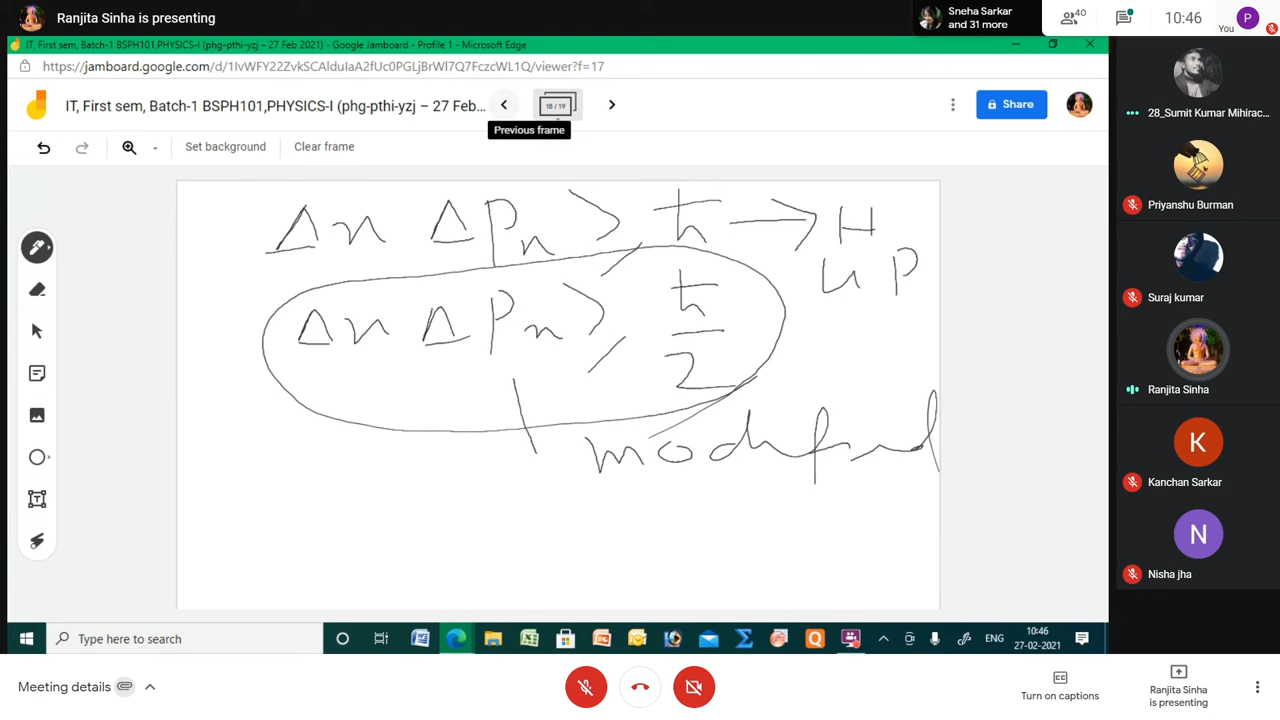 Ranjita Sinha is presenting
Sneha Sarkar
and 31 more
40
10:46
You
P
IT, First sem, Batch-1 BSPH101,PHYSICS-I (phg-pthi-yzj – 27 Feb 2021) - Google Jamboard - Profile 1 - Microsoft Edge
https://jamboard.google.com/d/1IvWFY22ZvkSCAlduIaA2fUc0PGLjBrWl7Q7FczcWL1Q/viewer?f=17
IT, First sem, Batch-1 BSPH101,PHYSICS-I (phg-pthi-yzj – 27 Feb...
18 / 19
Share
Previous frame
Set background
Clear frame
Δx ΔPx ≥ ħ → H
U P
Δx ΔPx ≥ ħ/2
modified
28_Sumit Kumar Mihirac...
Priyanshu Burman
Suraj kumar
Ranjita Sinha
K
Kanchan Sarkar
N
Nisha jha
Type here to search
ENG
10:46
27-02-2021
Meeting details
Turn on captions
Ranjita Sinha
is presenting